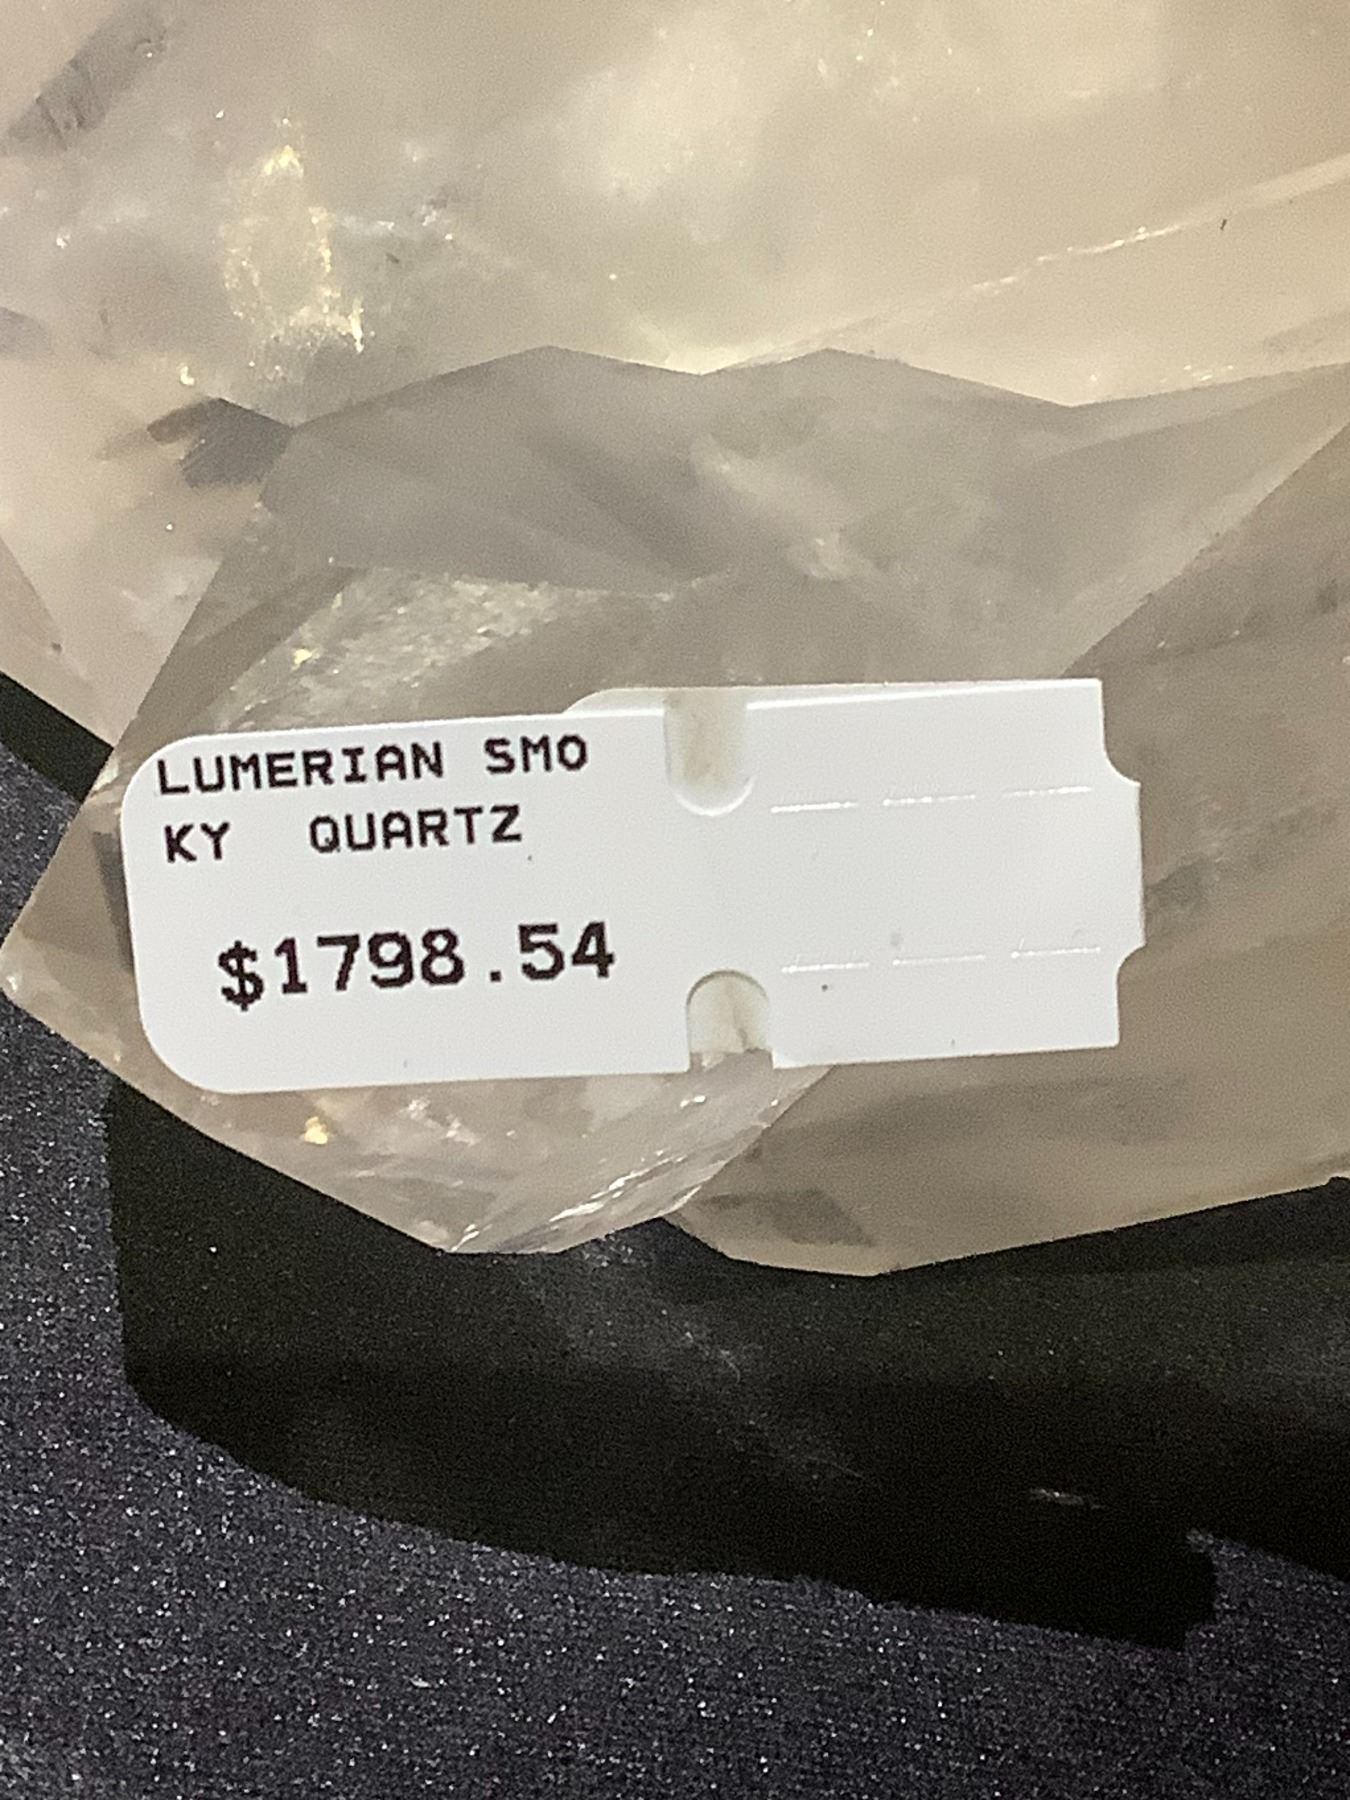 LUMERIAN SMO
KY QUARTZ
$1798.54